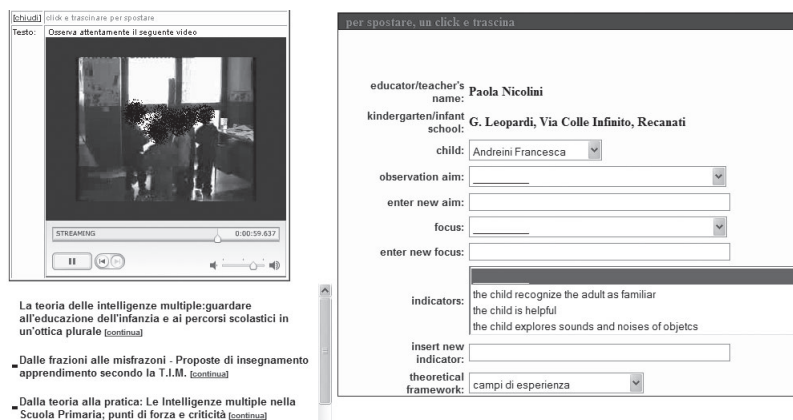 [chiudi] click e trascinare per spostare
Testo: Osserva attentamente il seguente video
STREAMING 0:00:59.637
La teoria delle intelligenze multiple:guardare
all'educazione dell'infanzia e ai percorsi scolastici in
un'ottica plurale [continua]
Dalle frazioni alle misfrazoni - Proposte di insegnamento
apprendimento secondo la T.I.M. [continua]
Dalla teoria alla pratica: Le Intelligenze multiple nella
Scuola Primaria; punti di forza e criticità [continua]
per spostare, un click e trascina
educator/teacher's
name: Paola Nicolini
kindergarten/infant
school: G. Leopardi, Via Colle Infinito, Recanati
child: Andreini Francesca
observation aim:
enter new aim:
focus:
enter new focus:
indicators:
the child recognize the adult as familiar
the child is helpful
the child explores sounds and noises of objetcs
insert new
indicator:
theoretical
framework: campi di esperienza